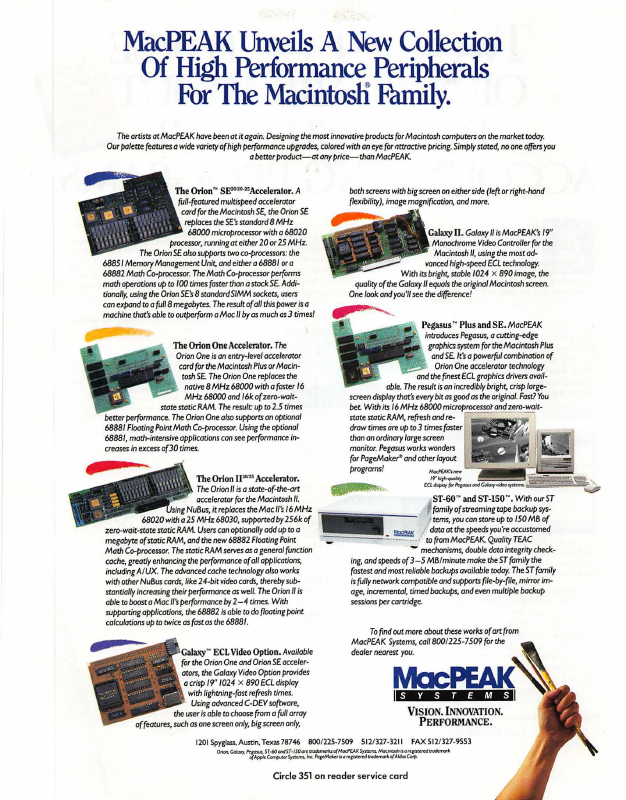 MacPEAK Unveils A New Collection
Of High Performance Peripherals
For The Macintosh® Family.
The artists at MacPEAK have been at it again. Designing the most innovative products for Macintosh computers on the market today.
Our palette features a wide variety of high performance upgrades, colored with an eye for attractive pricing. Simply stated, no one offers you
a better product—at any price—than MacPEAK.
The Orion™ SE²⁰/²⁰·²⁵ Accelerator. A
full-featured multispeed accelerator
card for the Macintosh SE, the Orion SE
replaces the SE's standard 8 MHz
68000 microprocessor with a 68020
processor, running at either 20 or 25 MHz.
The Orion SE also supports two co-processors: the
68851 Memory Management Unit, and either a 68881 or a
68882 Math Co-processor. The Math Co-processor performs
math operations up to 100 times faster than a stock SE. Addi-
tionally, using the Orion SE's 8 standard SIMM sockets, users
can expand to a full 8 megabytes. The result of all this power is a
machine that's able to outperform a Mac II by as much as 3 times!
The Orion One Accelerator. The
Orion One is an entry-level accelerator
card for the Macintosh Plus or Macin-
tosh SE. The Orion One replaces the
native 8 MHz 68000 with a faster 16
MHz 68000 and 16k of zero-wait-
state static RAM. The result: up to 2.5 times
better performance. The Orion One also supports an optional
68881 Floating Point Math Co-processor. Using the optional
68881, math-intensive applications can see performance in-
creases in excess of 30 times.
The Orion II³⁰/²⁵ Accelerator.
The Orion II is a state-of-the-art
accelerator for the Macintosh II.
Using NuBus, it replaces the Mac II's 16 MHz
68020 with a 25 MHz 68030, supported by 256k of
zero-wait-state static RAM. Users can optionally add up to a
megabyte of static RAM, and the new 68882 Floating Point
Math Co-processor. The static RAM serves as a general function
cache, greatly enhancing the performance of all applications,
including A/UX. The advanced cache technology also works
with other NuBus cards, like 24-bit video cards, thereby sub-
stantially increasing their performance as well. The Orion II is
able to boost a Mac II's performance by 2–4 times. With
supporting applications, the 68882 is able to do floating point
calculations up to twice as fast as the 68881.
Galaxy™ ECL Video Option. Available
for the Orion One and Orion SE acceler-
ators, the Galaxy Video Option provides
a crisp 19" 1024 × 890 ECL display
with lightning-fast refresh times.
Using advanced C-DEV software,
the user is able to choose from a full array
of features, such as one screen only, big screen only,
both screens with big screen on either side (left or right-hand
flexibility), image magnification, and more.
Galaxy II. Galaxy II is MacPEAK's 19"
Monochrome Video Controller for the
Macintosh II, using the most ad-
vanced high-speed ECL technology.
With its bright, stable 1024 × 890 image, the
quality of the Galaxy II equals the original Macintosh screen.
One look and you'll see the difference!
Pegasus™ Plus and SE. MacPEAK
introduces Pegasus, a cutting-edge
graphics system for the Macintosh Plus
and SE. It's a powerful combination of
Orion One accelerator technology
and the finest ECL graphics drivers avail-
able. The result is an incredibly bright, crisp large-
screen display that's every bit as good as the original. Fast? You
bet. With its 16 MHz 68000 microprocessor and zero-wait-
state static RAM, refresh and re-
draw times are up to 3 times faster
than an ordinary large screen
monitor. Pegasus works wonders
for PageMaker® and other layout
programs!
MacPEAK's new
19" high-quality
ECL display for Pegasus and Galaxy video systems.
ST-60™ and ST-150™. With our ST
family of streaming tape backup sys-
tems, you can store up to 150 MB of
data at the speeds you're accustomed
to from MacPEAK. Quality TEAC
mechanisms, double data integrity check-
ing, and speeds of 3–5 MB/minute make the ST family the
fastest and most reliable backups available today. The ST family
is fully network compatible and supports file-by-file, mirror im-
age, incremental, timed backups, and even multiple backup
sessions per cartridge.
MacPEAK
To find out more about these works of art from
MacPEAK Systems, call 800/225-7509 for the
dealer nearest you.
MacPEAK
SYSTEMS
VISION. INNOVATION.
PERFORMANCE.
1201 Spyglass, Austin, Texas 78746 800/225-7509 512/327-3211 FAX 512/327-9553
Orion, Galaxy, Pegasus, ST-60 and ST-150 are trademarks of MacPEAK Systems. Macintosh is a registered trademark
of Apple Computer Systems, Inc. PageMaker is a registered trademark of Aldus Corp.
Circle 351 on reader service card